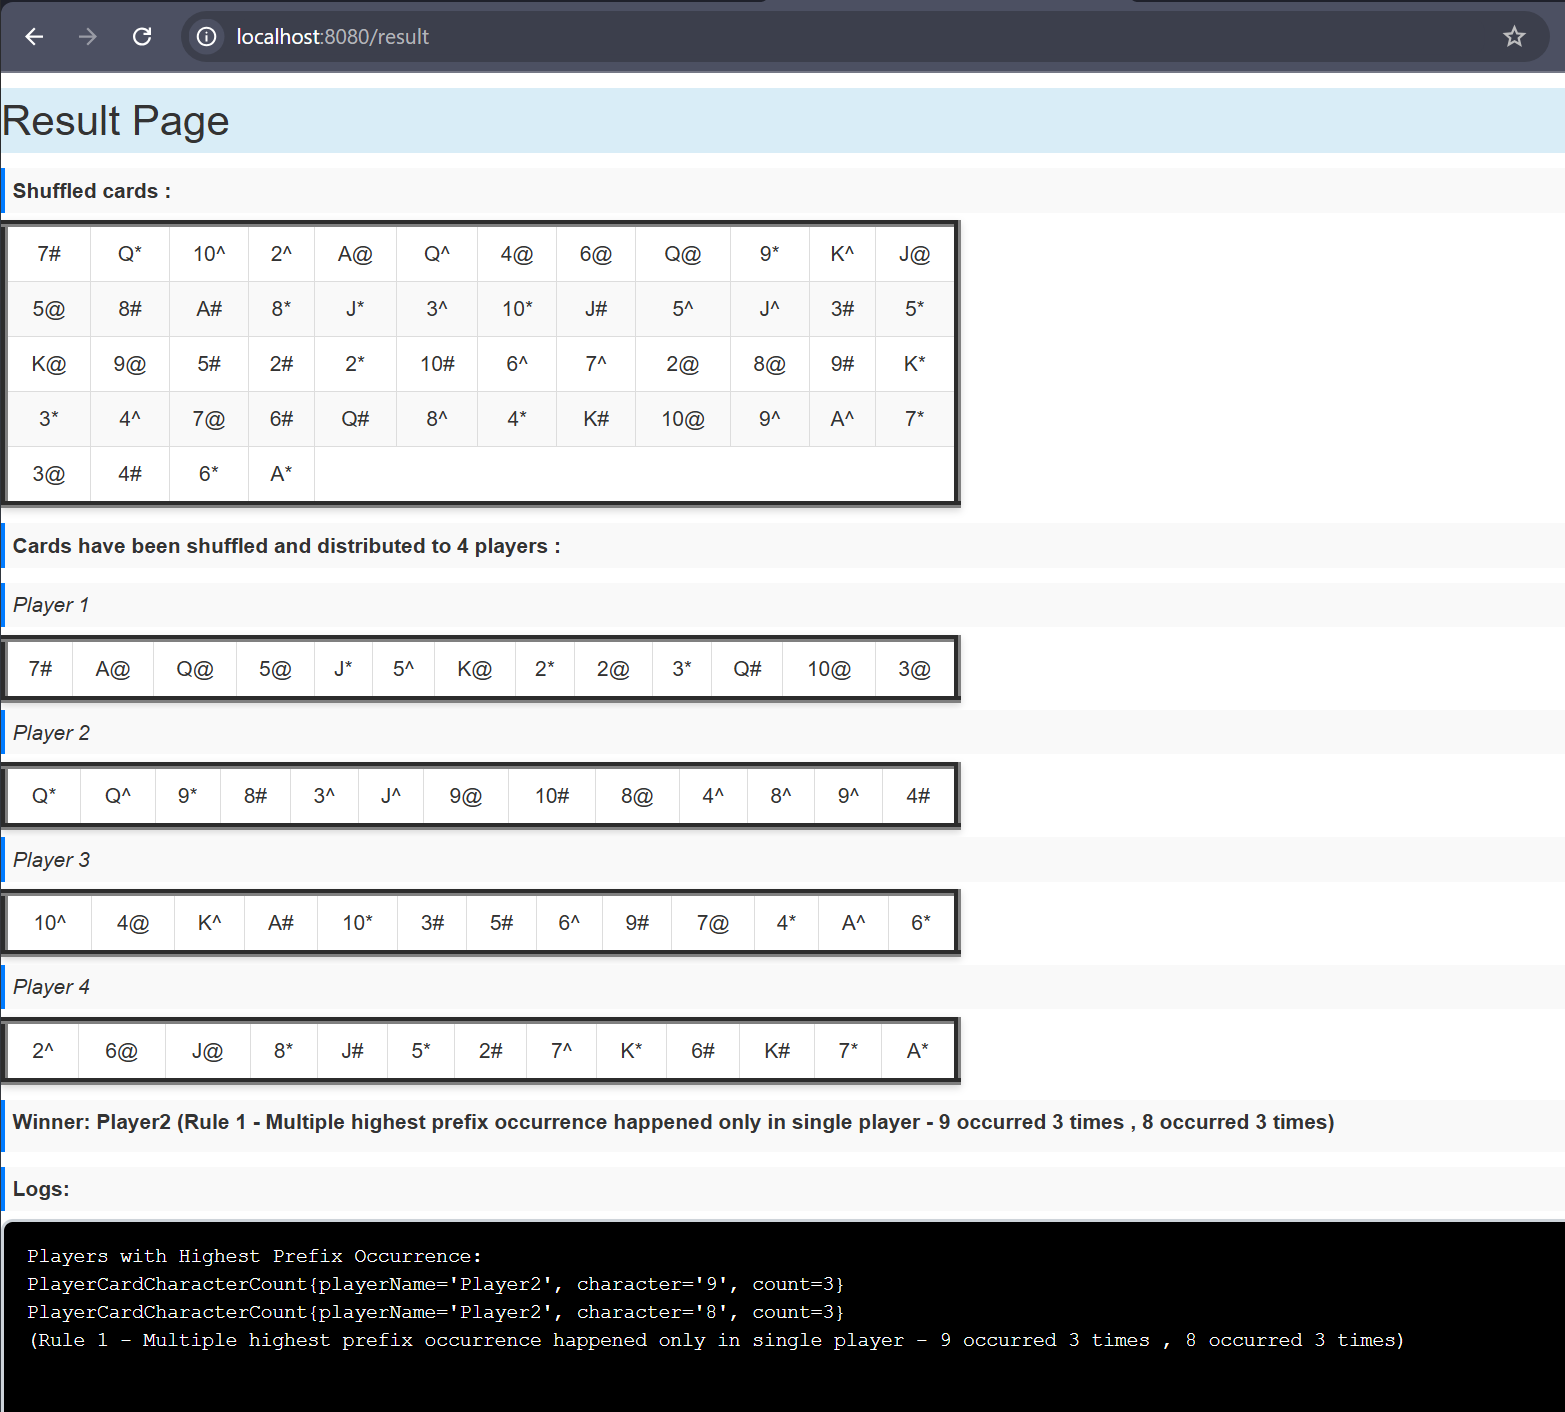 localhost:8080/result
Result Page
Shuffled cards :
7# Q* 10^ 2^ A@ Q^ 4@ 6@ Q@ 9* K^ J@
5@ 8# A# 8* J* 3^ 10* J# 5^ J^ 3# 5*
K@ 9@ 5# 2# 2* 10# 6^ 7^ 2@ 8@ 9# K*
3* 4^ 7@ 6# Q# 8^ 4* K# 10@ 9^ A^ 7*
3@ 4# 6* A*
Cards have been shuffled and distributed to 4 players :
Player 1
7# A@ Q@ 5@ J* 5^ K@ 2* 2@ 3* Q# 10@ 3@
Player 2
Q* Q^ 9* 8# 3^ J^ 9@ 10# 8@ 4^ 8^ 9^ 4#
Player 3
10^ 4@ K^ A# 10* 3# 5# 6^ 9# 7@ 4* A^ 6*
Player 4
2^ 6@ J@ 8* J# 5* 2# 7^ K* 6# K# 7* A*
Winner: Player2 (Rule 1 - Multiple highest prefix occurrence happened only in single player - 9 occurred 3 times , 8 occurred 3 times)
Logs:
Players with Highest Prefix Occurrence:
PlayerCardCharacterCount{playerName='Player2', character='9', count=3}
PlayerCardCharacterCount{playerName='Player2', character='8', count=3}
(Rule 1 - Multiple highest prefix occurrence happened only in single player - 9 occurred 3 times , 8 occurred 3 times)